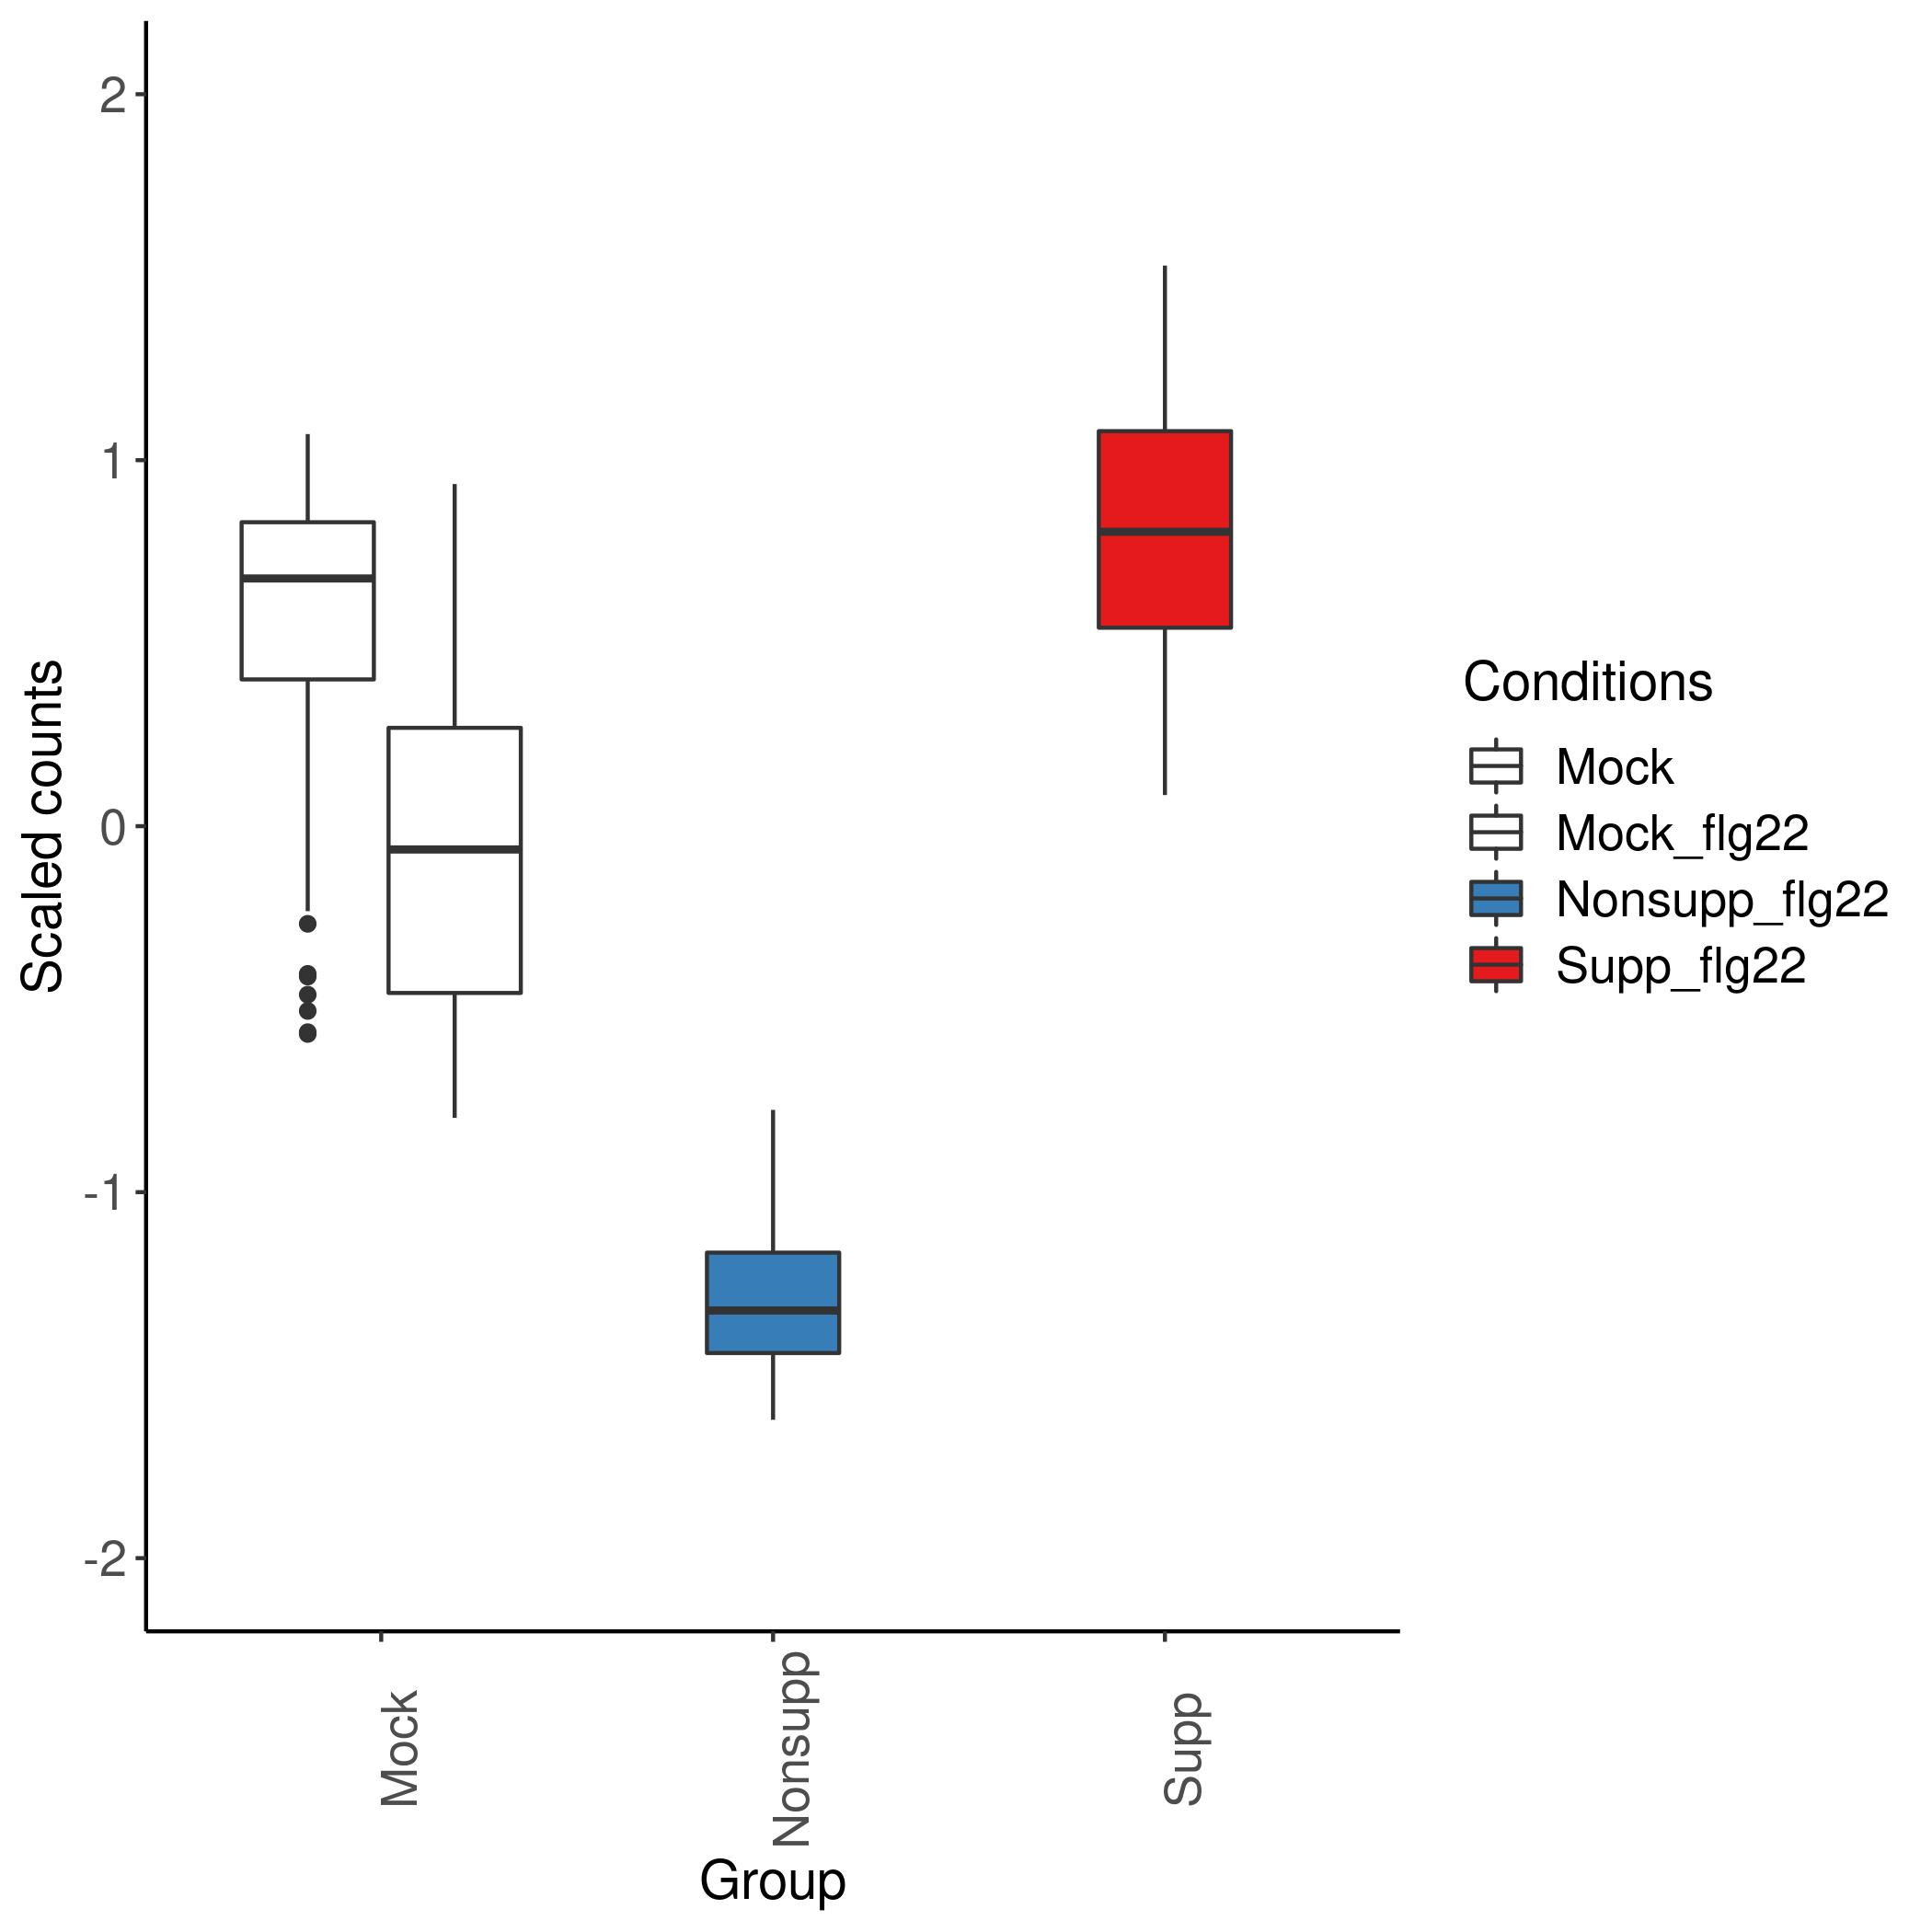 Scaled counts
2
1
0
-1
-2
Mock
Nonsupp
Supp
Group
Conditions
Mock
Mock_flg22
Nonsupp_flg22
Supp_flg22